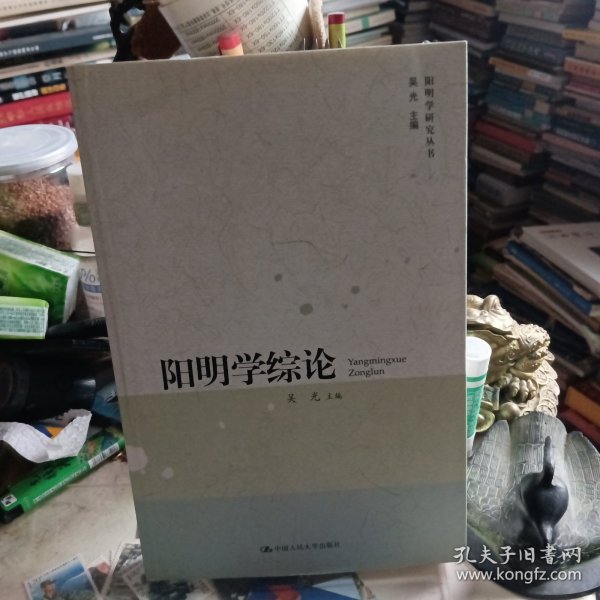 阳明学研究丛书
吴光 主编
阳明学综论
Yangmingxue
Zonglun
吴光 主编
中国人民大学出版社
孔夫子旧书网
www.kongfz.com